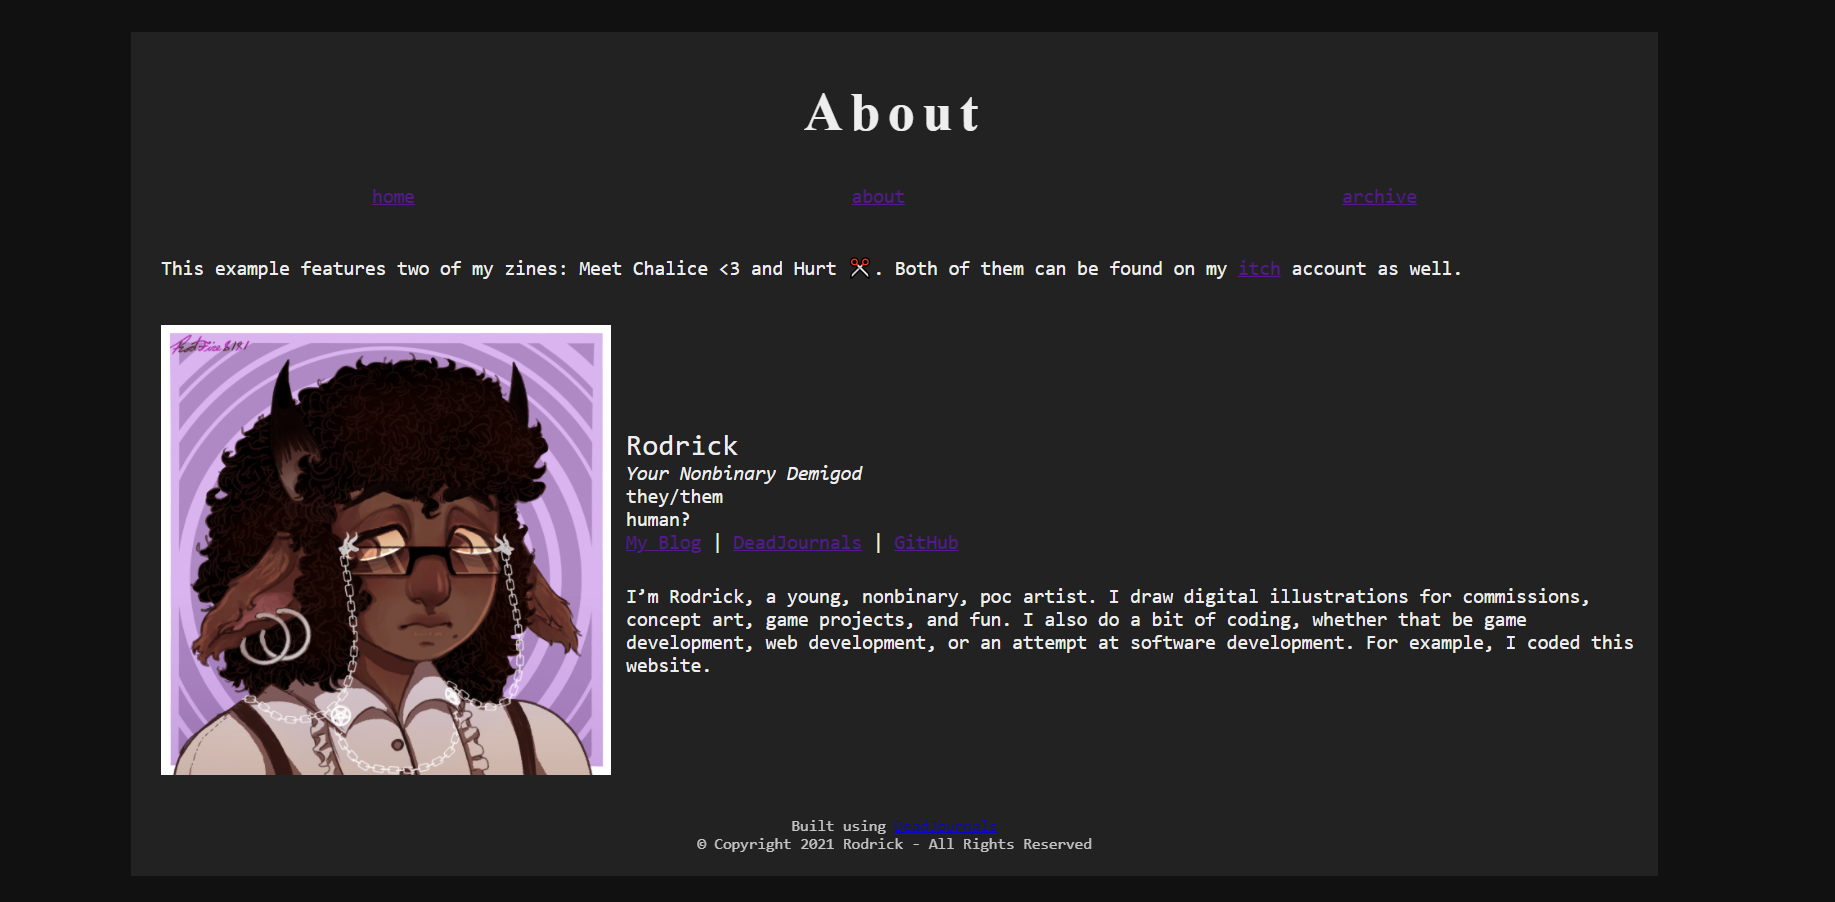 About
home about archive
This example features two of my zines: Meet Chalice <3 and Hurt ✂. Both of them can be found on my itch account as well.
Rodrick
Your Nonbinary Demigod
they/them
human?
My Blog | DeadJournals | GitHub
I’m Rodrick, a young, nonbinary, poc artist. I draw digital illustrations for commissions,
concept art, game projects, and fun. I also do a bit of coding, whether that be game
development, web development, or an attempt at software development. For example, I coded this
website.
Built using DeadJournals
© Copyright 2021 Rodrick - All Rights Reserved